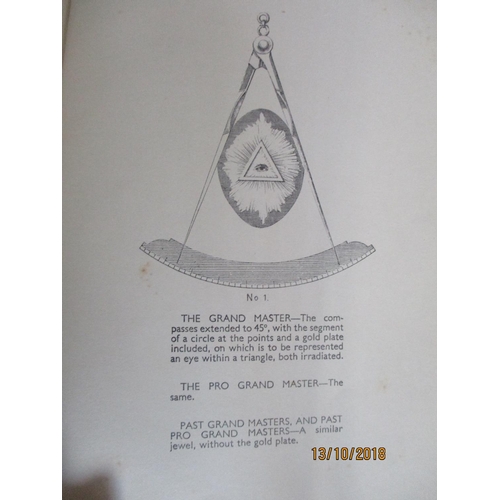 No 1.
THE GRAND MASTER—The com-
passes extended to 45°, with the segment
of a circle at the points and a gold plate
included, on which is to be represented
an eye within a triangle, both irradiated.
THE PRO GRAND MASTER—The
same.
PAST GRAND MASTERS, AND PAST
PRO GRAND MASTERS—A similar
jewel, without the gold plate.
13/10/2018